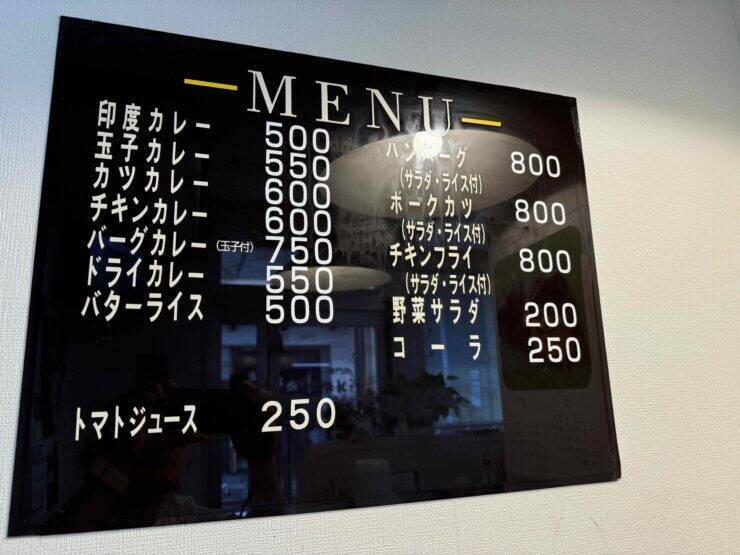 MENU
印度カレー 500
玉子カレー 550
カツカレー 600
チキンカレー 600
バーグカレー(玉子付) 750
ドライカレー 550
バターライス 500
トマトジュース 250
ハンバーグ 800
(サラダ・ライス付)
ポークカツ 800
(サラダ・ライス付)
チキンフライ 800
(サラダ・ライス付)
野菜サラダ 200
コーラ 250